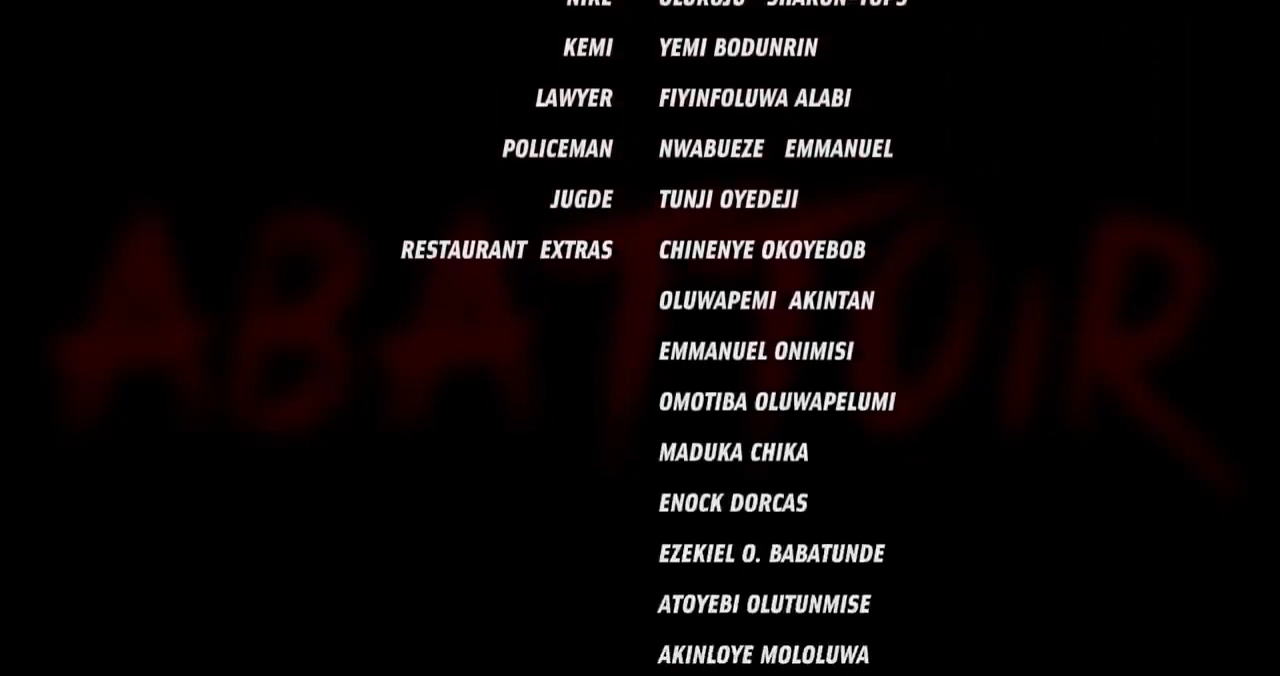 KEMI YEMI BODUNRIN
LAWYER FIYINFOLUWA ALABI
POLICEMAN NWABUEZE EMMANUEL
JUGDE TUNJI OYEDEJI
RESTAURANT EXTRAS CHINENYE OKOYEBOB
OLUWAPEMI AKINTAN
ABATTOIR
EMMANUEL ONIMISI
OMOTIBA OLUWAPELUMI
MADUKA CHIKA
ENOCK DORCAS
EZEKIEL O. BABATUNDE
ATOYEBI OLUTUNMISE
AKINLOYE MOLOLUWA